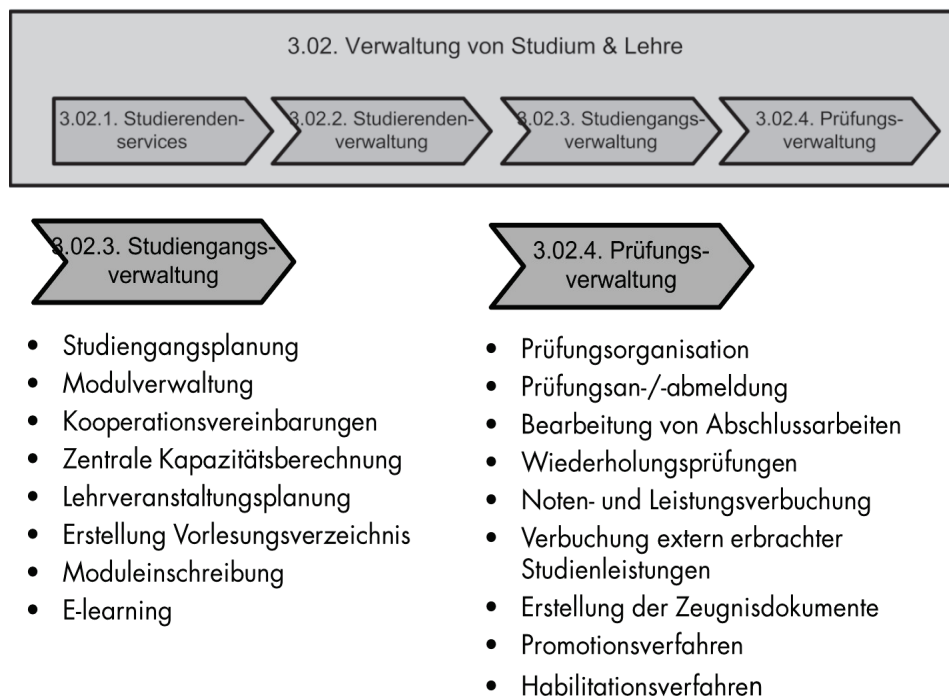 3.02. Verwaltung von Studium & Lehre
3.02.1. Studierenden-
services
3.02.2. Studierenden-
verwaltung
3.02.3. Studiengangs-
verwaltung
3.02.4. Prüfungs-
verwaltung
3.02.3. Studiengangs-
verwaltung
• Studiengangsplanung
• Modulverwaltung
• Kooperationsvereinbarungen
• Zentrale Kapazitätsberechnung
• Lehrveranstaltungsplanung
• Erstellung Vorlesungsverzeichnis
• Moduleinschreibung
• E-learning
3.02.4. Prüfungs-
verwaltung
• Prüfungsorganisation
• Prüfungsan-/-abmeldung
• Bearbeitung von Abschlussarbeiten
• Wiederholungsprüfungen
• Noten- und Leistungsverbuchung
• Verbuchung extern erbrachter
Studienleistungen
• Erstellung der Zeugnisdokumente
• Promotionsverfahren
• Habilitationsverfahren